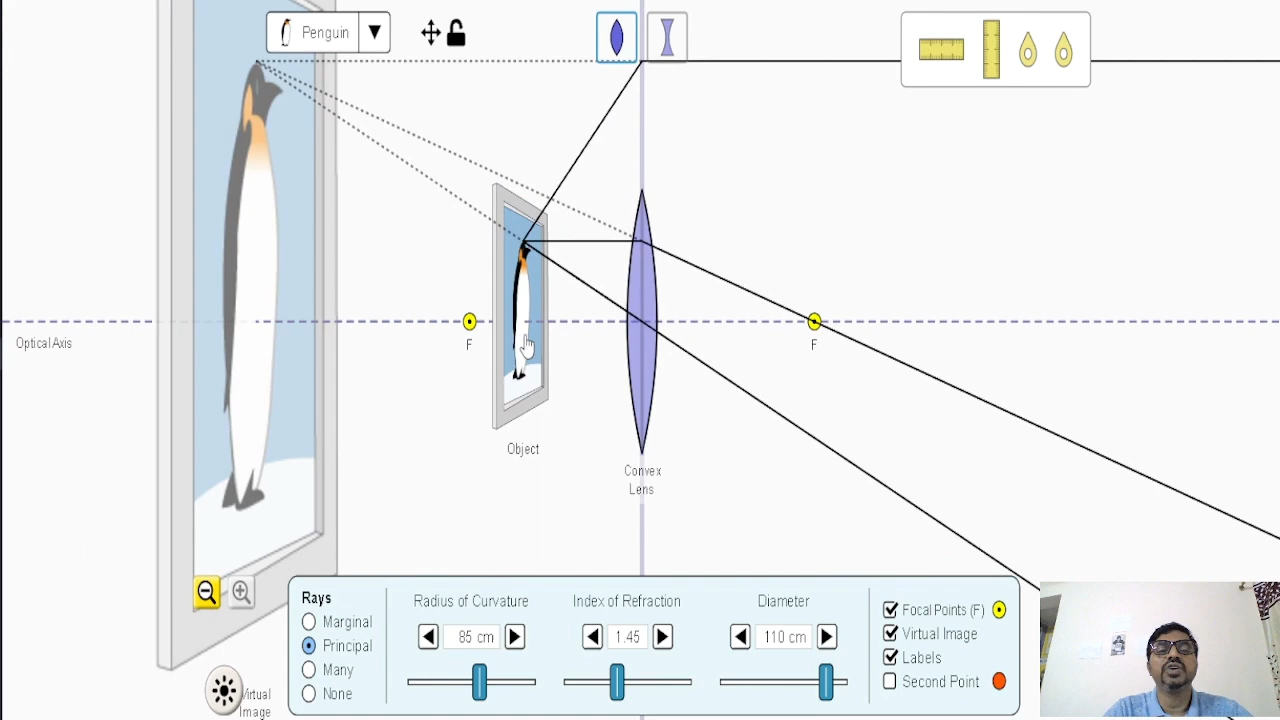 Penguin
Optical Axis
F
F
Object
Convex
Lens
Rays
Marginal
Principal
Many
None
Radius of Curvature
85 cm
Index of Refraction
1.45
Diameter
110 cm
Focal Points (F)
Virtual Image
Labels
Second Point
Virtual
Image